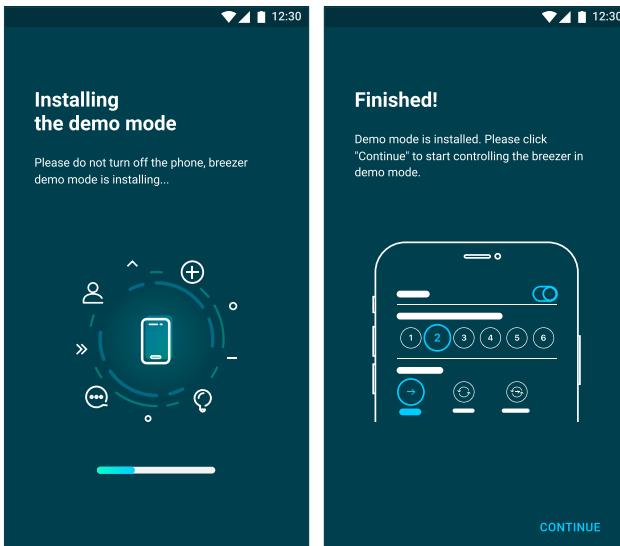 12:30
Installing
the demo mode
Please do not turn off the phone, breezer
demo mode is installing...
12:30
Finished!
Demo mode is installed. Please click
"Continue" to start controlling the breezer in
demo mode.
1 2 3 4 5 6
CONTINUE